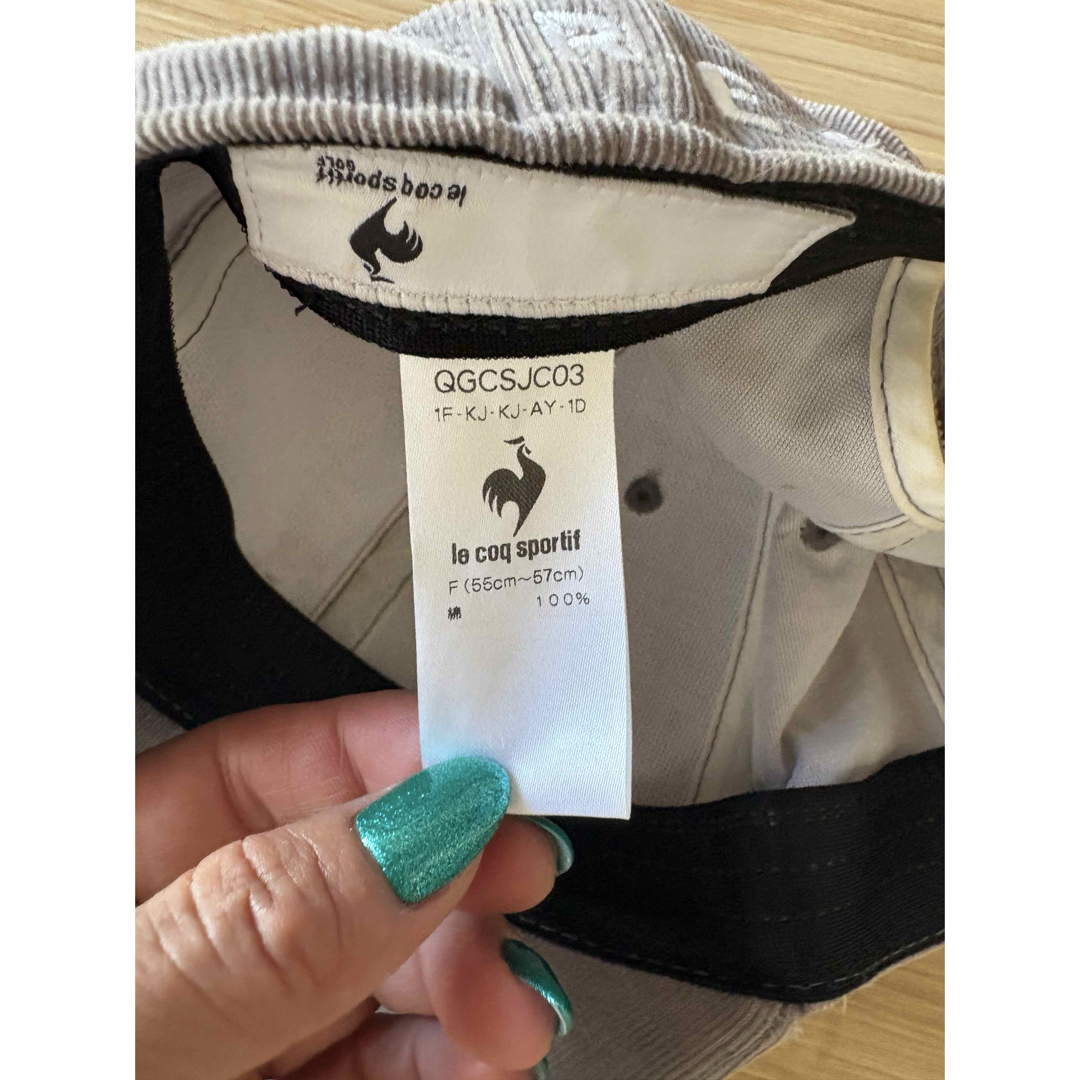 le coq sportif
GOLF
QGCSJC03
1F-KJ-KJ-AY-1D
le coq sportif
F(55cm~57cm)
綿 100%